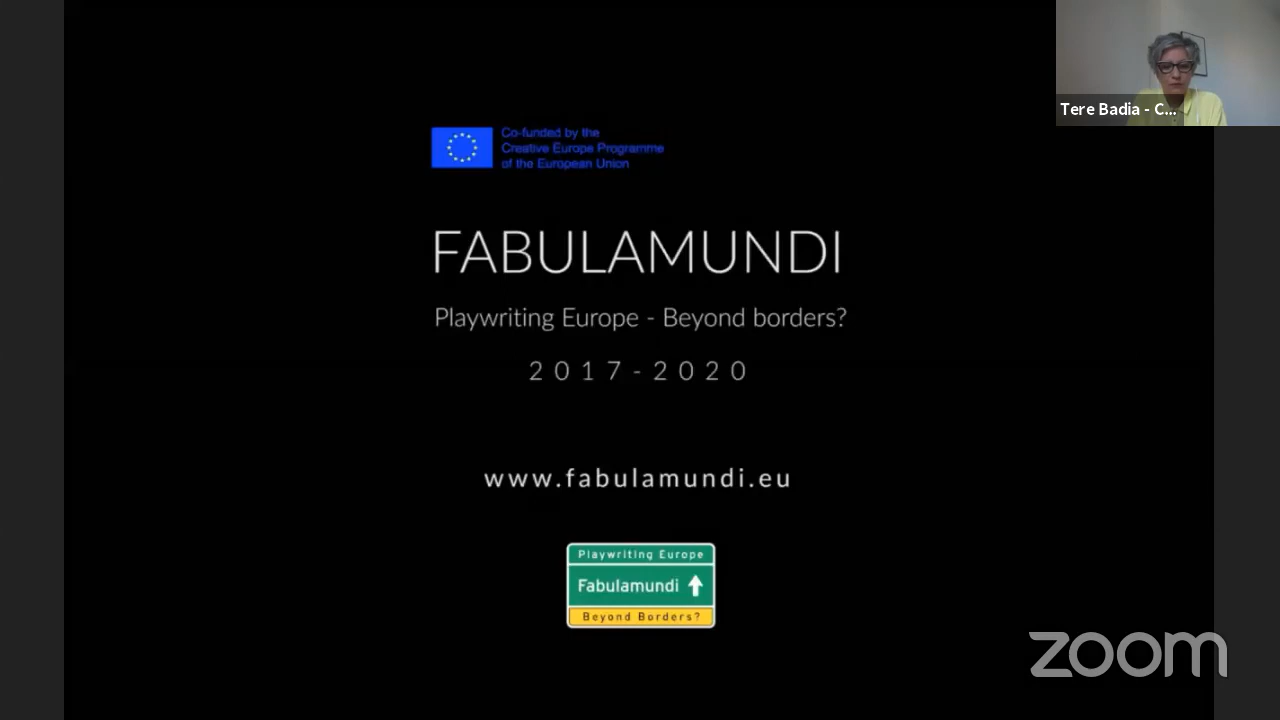 Tere Badia - C...
Co-funded by the
Creative Europe Programme
of the European Union
FABULAMUNDI
Playwriting Europe - Beyond borders?
2017-2020
www.fabulamundi.eu
Playwriting Europe
Fabulamundi
Beyond Borders?
zoom